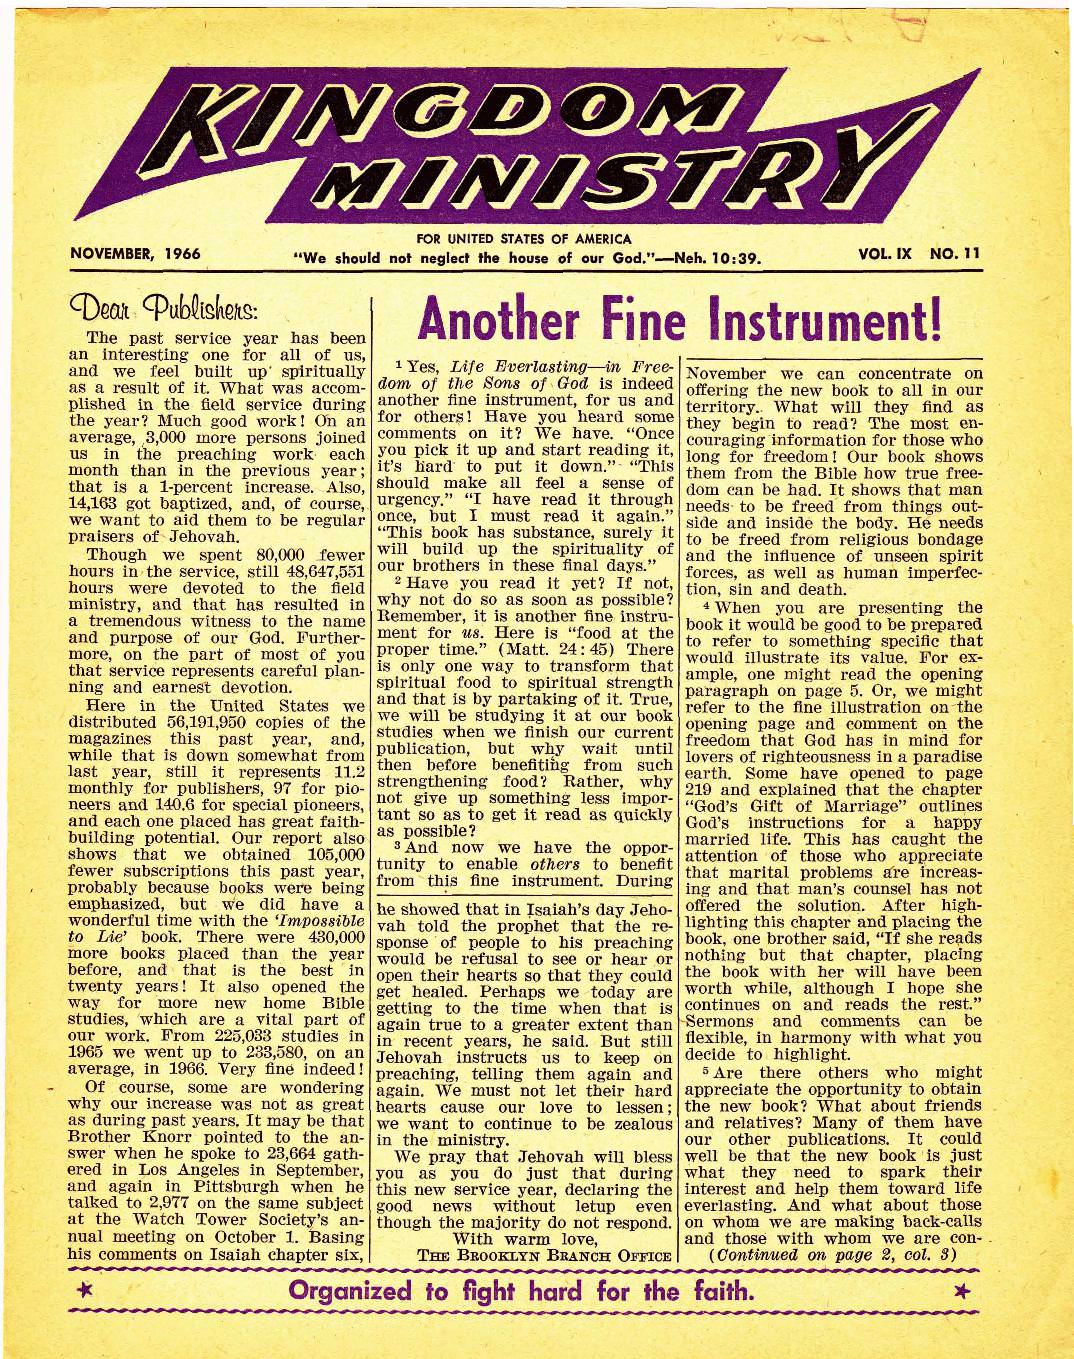 KINGDOM
MINISTRY
FOR UNITED STATES OF AMERICA
NOVEMBER, 1966
"We should not neglect the house of our God."—Neh. 10:39.
VOL. IX NO. 11
Dear Publishers:
The past service year has been
an interesting one for all of us,
and we feel built up spiritually
as a result of it. What was accom-
plished in the field service during
the year? Much good work! On an
average, 3,000 more persons joined
us in the preaching work each
month than in the previous year;
that is a 1-percent increase. Also,
14,163 got baptized, and, of course,
we want to aid them to be regular
praisers of Jehovah.
Though we spent 80,000 fewer
hours in the service, still 48,647,551
hours were devoted to the field
ministry, and that has resulted in
a tremendous witness to the name
and purpose of our God. Further-
more, on the part of most of you
that service represents careful plan-
ning and earnest devotion.
Here in the United States we
distributed 56,191,950 copies of the
magazines this past year, and,
while that is down somewhat from
last year, still it represents 11.2
monthly for publishers, 97 for pio-
neers and 140.6 for special pioneers,
and each one placed has great faith-
building potential. Our report also
shows that we obtained 105,000
fewer subscriptions this past year,
probably because books were being
emphasized, but we did have a
wonderful time with the 'Impossible
to Lie' book. There were 430,000
more books placed than the year
before, and that is the best in
twenty years! It also opened the
way for more new home Bible
studies, which are a vital part of
our work. From 225,033 studies in
1965 we went up to 233,580, on an
average, in 1966. Very fine indeed!
Of course, some are wondering
why our increase was not as great
as during past years. It may be that
Brother Knorr pointed to the an-
swer when he spoke to 23,664 gath-
ered in Los Angeles in September,
and again in Pittsburgh when he
talked to 2,977 on the same subject
at the Watch Tower Society's an-
nual meeting on October 1. Basing
his comments on Isaiah chapter six,
he showed that in Isaiah's day Jeho-
vah told the prophet that the re-
sponse of people to his preaching
would be refusal to see or hear or
open their hearts so that they could
get healed. Perhaps we today are
getting to the time when that is
again true to a greater extent than
in recent years, he said. But still
Jehovah instructs us to keep on
preaching, telling them again and
again. We must not let their hard
hearts cause our love to lessen;
we want to continue to be zealous
in the ministry.
We pray that Jehovah will bless
you as you do just that during
this new service year, declaring the
good news without letup even
though the majority do not respond.
With warm love,
THE BROOKLYN BRANCH OFFICE
Another Fine Instrument!
1 Yes, Life Everlasting—in Free-
dom of the Sons of God is indeed
another fine instrument, for us and
for others! Have you heard some
comments on it? We have. "Once
you pick it up and start reading it,
it's hard to put it down." "This
should make all feel a sense of
urgency." "I have read it through
once, but I must read it again."
"This book has substance, surely it
will build up the spirituality of
our brothers in these final days."
2 Have you read it yet? If not,
why not do so as soon as possible?
Remember, it is another fine instru-
ment for us. Here is "food at the
proper time." (Matt. 24:45) There
is only one way to transform that
spiritual food to spiritual strength
and that is by partaking of it. True,
we will be studying it at our book
studies when we finish our current
publication, but why wait until
then before benefiting from such
strengthening food? Rather, why
not give up something less impor-
tant so as to get it read as quickly
as possible?
3 And now we have the oppor-
tunity to enable others to benefit
from this fine instrument. During
November we can concentrate on
offering the new book to all in our
territory. What will they find as
they begin to read? The most en-
couraging information for those who
long for freedom! Our book shows
them from the Bible how true free-
dom can be had. It shows that man
needs to be freed from things out-
side and inside the body. He needs
to be freed from religious bondage
and the influence of unseen spirit
forces, as well as human imperfec-
tion, sin and death.
4 When you are presenting the
book it would be good to be prepared
to refer to something specific that
would illustrate its value. For ex-
ample, one might read the opening
paragraph on page 5. Or, we might
refer to the fine illustration on the
opening page and comment on the
freedom that God has in mind for
lovers of righteousness in a paradise
earth. Some have opened to page
219 and explained that the chapter
"God's Gift of Marriage" outlines
God's instructions for a happy
married life. This has caught the
attention of those who appreciate
that marital problems are increas-
ing and that man's counsel has not
offered the solution. After high-
lighting this chapter and placing the
book, one brother said, "If she reads
nothing but that chapter, placing
the book with her will have been
worth while, although I hope she
continues on and reads the rest."
Sermons and comments can be
flexible, in harmony with what you
decide to highlight.
5 Are there others who might
appreciate the opportunity to obtain
the new book? What about friends
and relatives? Many of them have
our other publications. It could
well be that the new book is just
what they need to spark their
interest and help them toward life
everlasting. And what about those
on whom we are making back-calls
and those with whom we are con-
(Continued on page 2, col. 3)
Organized to fight hard for the faith.